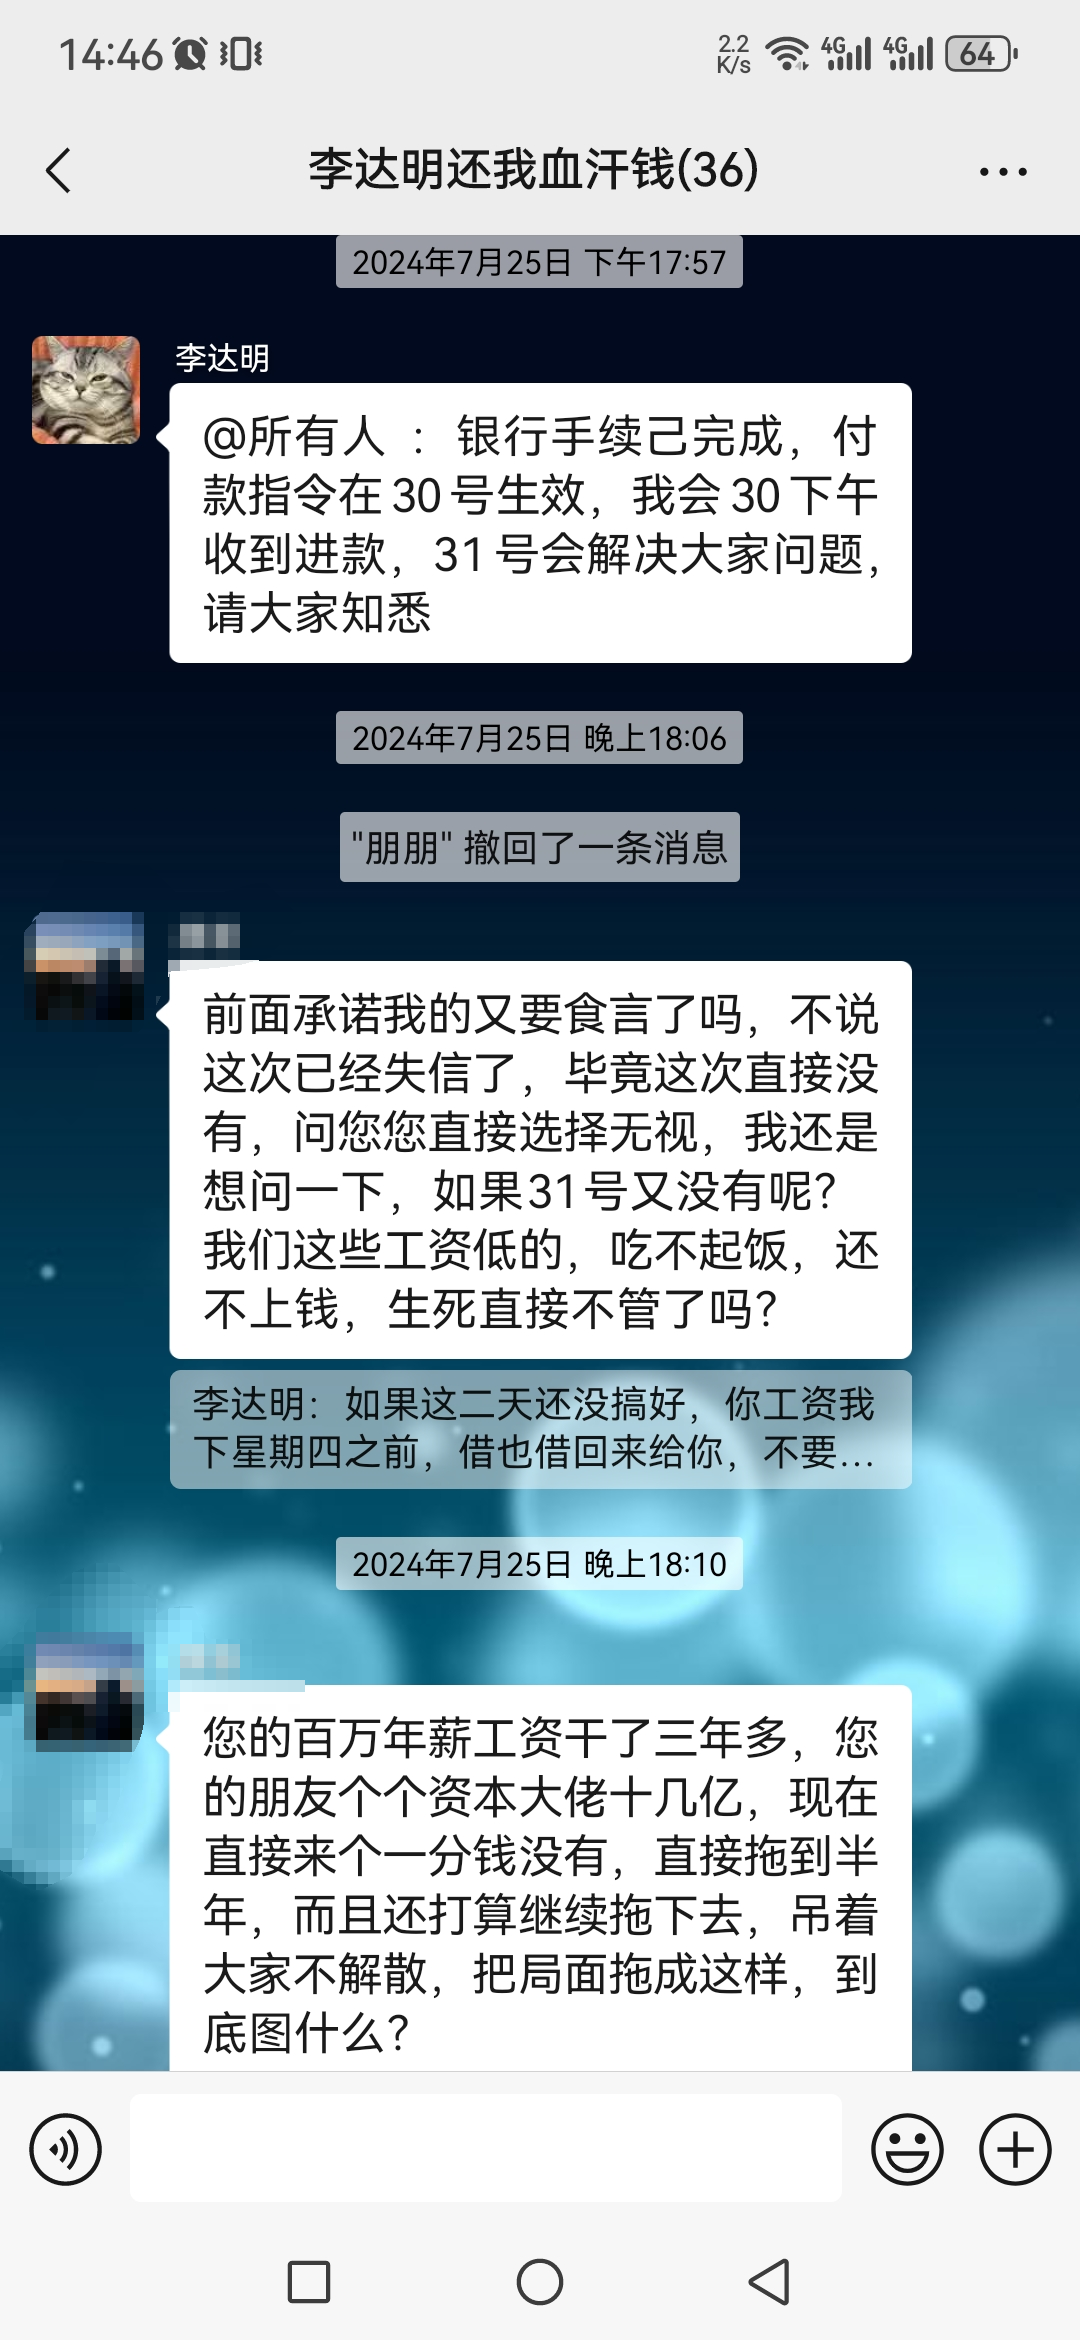 14:46
2.2
K/s
4G
4G
64
李达明还我血汗钱(36)
2024年7月25日 下午17:57
李达明
@所有人 ：银行手续己完成，付
款指令在30号生效，我会30下午
收到进款，31号会解决大家问题，
请大家知悉
2024年7月25日 晚上18:06
"朋朋" 撤回了一条消息
前面承诺我的又要食言了吗，不说
这次已经失信了，毕竟这次直接没
有，问您您直接选择无视，我还是
想问一下，如果31号又没有呢？
我们这些工资低的，吃不起饭，还
不上钱，生死直接不管了吗？
李达明：如果这二天还没搞好，你工资我
下星期四之前，借也借回来给你，不要...
2024年7月25日 晚上18:10
您的百万年薪工资干了三年多，您
的朋友个个资本大佬十几亿，现在
直接来个一分钱没有，直接拖到半
年，而且还打算继续拖下去，吊着
大家不解散，把局面拖成这样，到
底图什么？